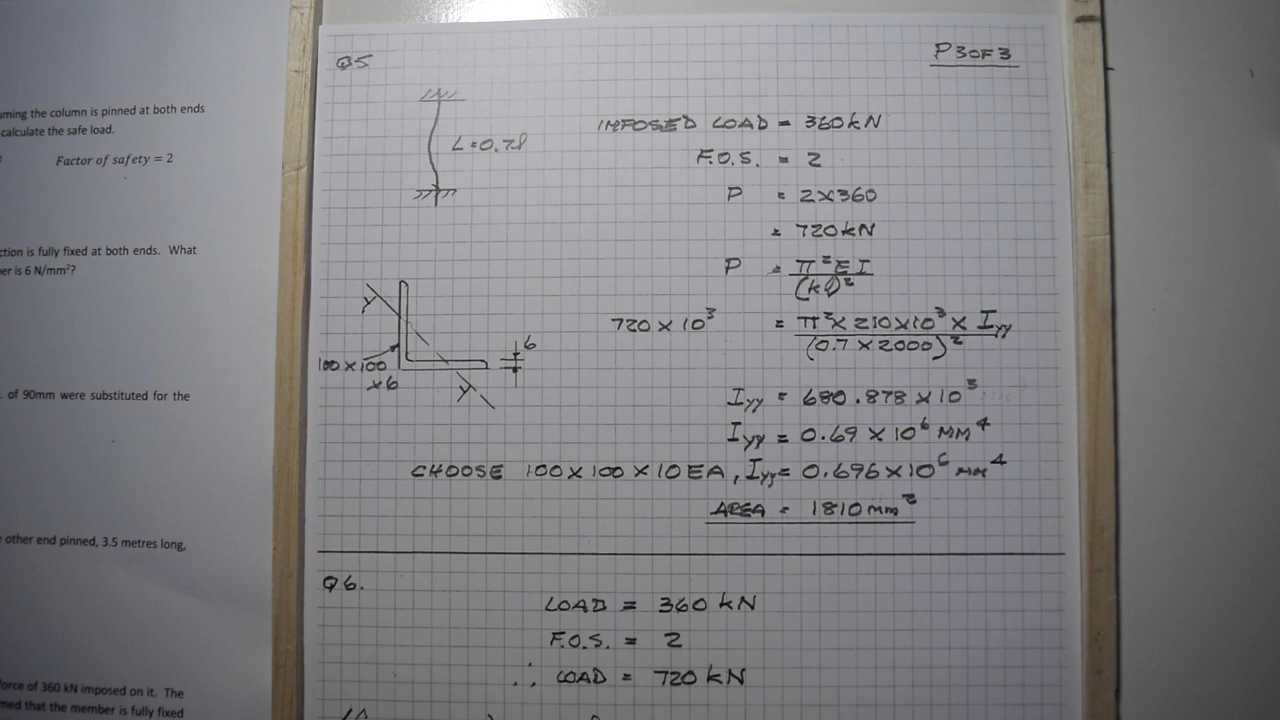 uming the column is pinned at both ends
calculate the safe load.
Factor of safety = 2
ction is fully fixed at both ends. What
er is 6 N/mm²?
. of 90mm were substituted for the
other end pinned, 3.5 metres long,
force of 360 kN imposed on it. The
med that the member is fully fixed
Q5
P3OF3
L=0.7l
IMPOSED LOAD = 360kN
F.O.S. = 2
P = 2×360
= 720kN
P = π²EI
(kl)²
720 × 10³ = π² × 210×10³ × Iyy
(0.7 × 2000)²
y
100×100
×6
6
y
Iyy = 680.878 × 10³
Iyy = 0.69 × 10⁶ MM⁴
CHOOSE 100×100×10EA, Iyy= 0.696×10⁶ MM⁴
AREA = 1810mm²
Q6.
LOAD = 360 kN
F.O.S. = 2
∴ LOAD = 720 kN